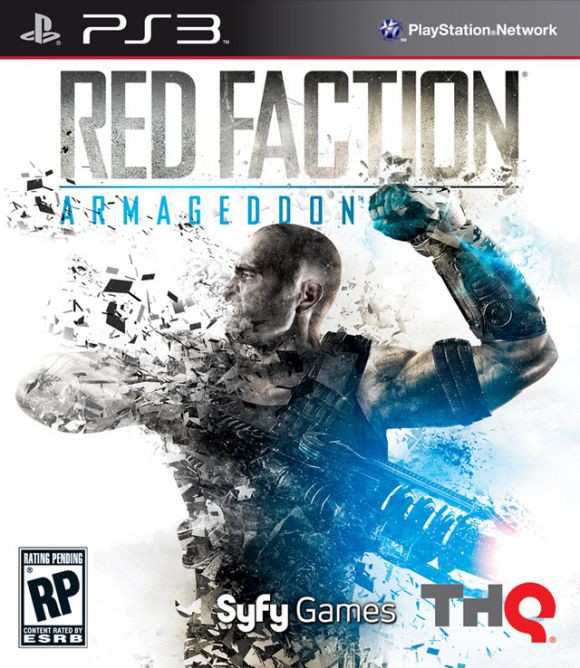 PS3
PlayStation®Network
RED FACTION®
ARMAGEDDON
RATING PENDING
RP
CONTENT RATED BY
ESRB
Syfy Games
THQ